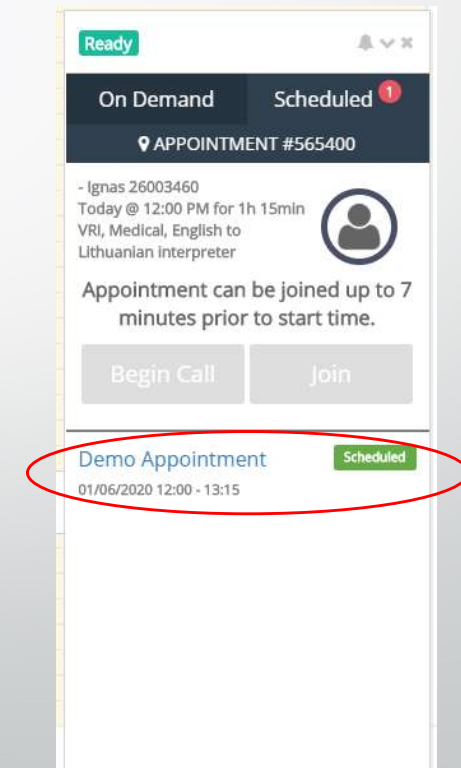 Ready
On Demand
Scheduled 1
APPOINTMENT #565400
- Ignas 26003460
Today @ 12:00 PM for 1h 15min
VRI, Medical, English to
Lithuanian interpreter
Appointment can be joined up to 7
minutes prior to start time.
Begin Call
Join
Demo Appointment
Scheduled
01/06/2020 12:00 - 13:15